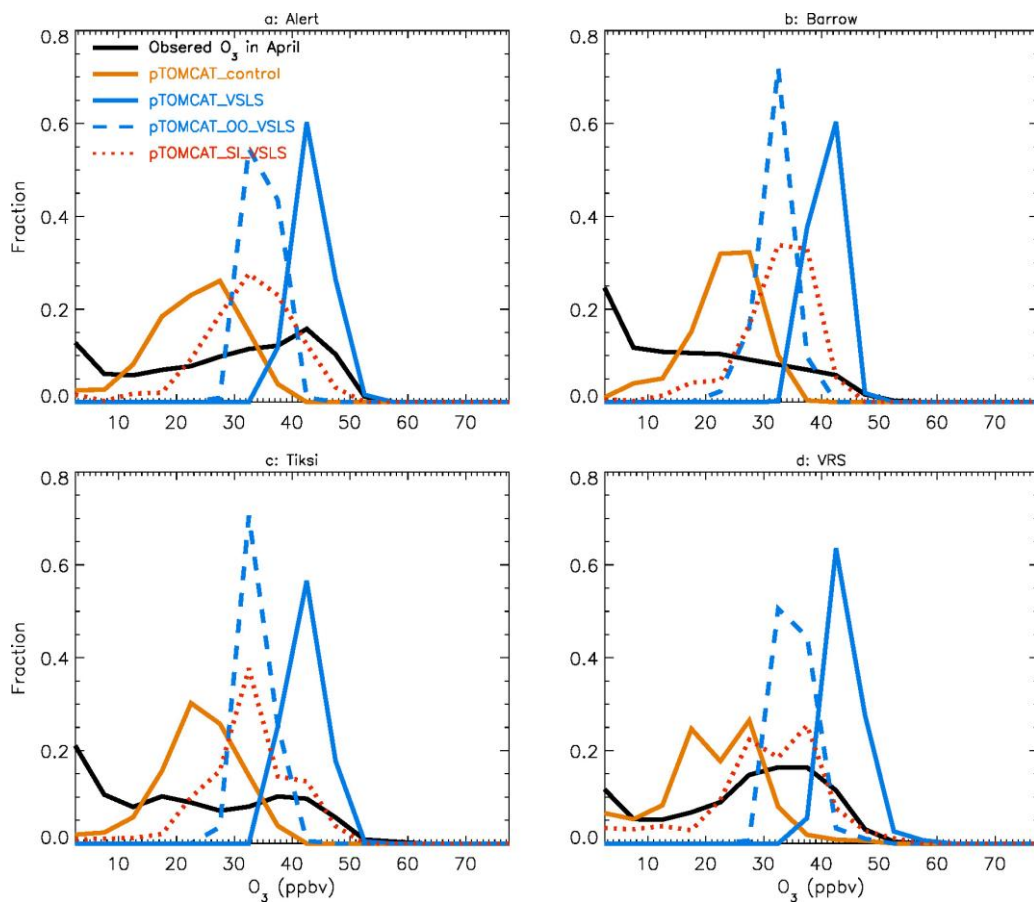 a: Alert
0.8
0.6
0.4
0.2
0.0
Fraction
Obsered O3 in April
pTOMCAT_control
pTOMCAT_VSLS
pTOMCAT_OO_VSLS
pTOMCAT_SI_VSLS
10 20 30 40 50 60 70
b: Barrow
0.8
0.6
0.4
0.2
0.0
10 20 30 40 50 60 70
c: Tiksi
0.8
0.6
0.4
0.2
0.0
Fraction
10 20 30 40 50 60 70
O3 (ppbv)
d: VRS
0.8
0.6
0.4
0.2
0.0
10 20 30 40 50 60 70
O3 (ppbv)